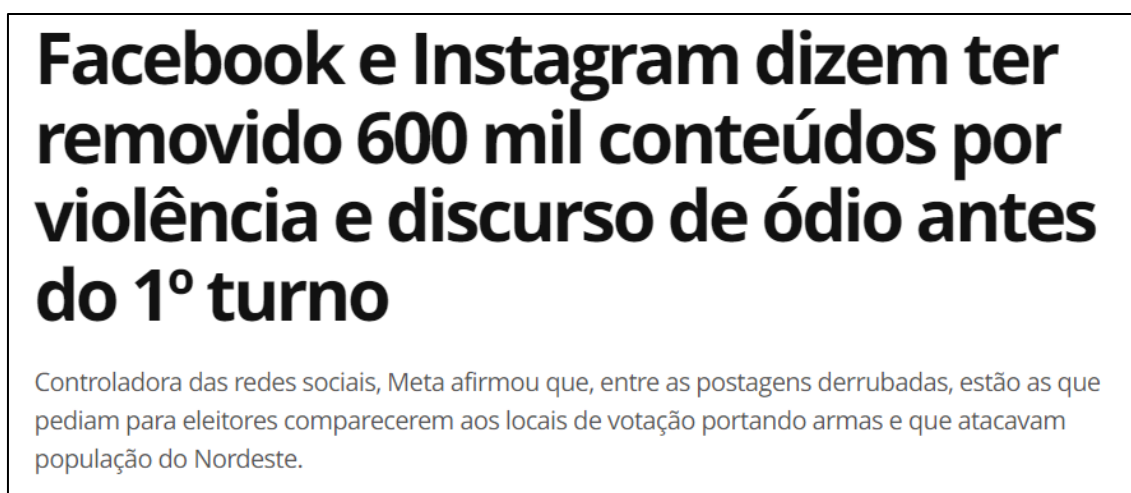 Facebook e Instagram dizem ter
removido 600 mil conteúdos por
violência e discurso de ódio antes
do 1º turno
Controladora das redes sociais, Meta afirmou que, entre as postagens derrubadas, estão as que
pediam para eleitores comparecerem aos locais de votação portando armas e que atacavam
população do Nordeste.